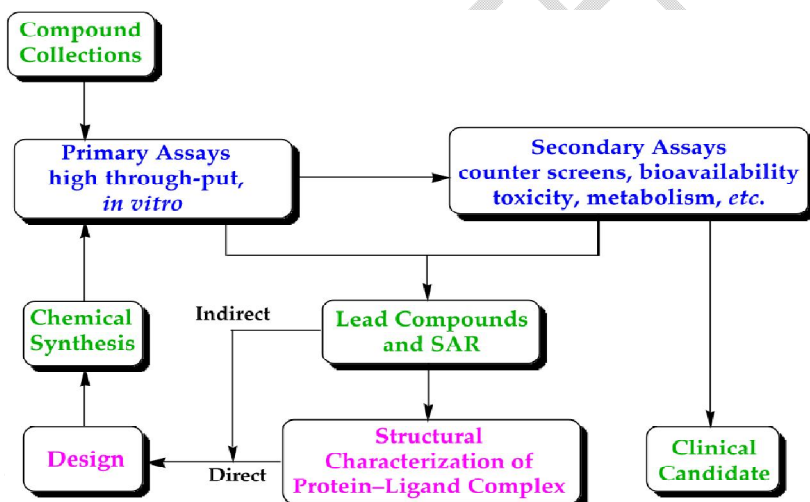 Compound
Collections
Primary Assays
high through-put,
in vitro
Secondary Assays
counter screens, bioavailability
toxicity, metabolism, etc.
Chemical
Synthesis
Indirect
Lead Compounds
and SAR
Design
Direct
Structural
Characterization of
Protein–Ligand Complex
Clinical
Candidate